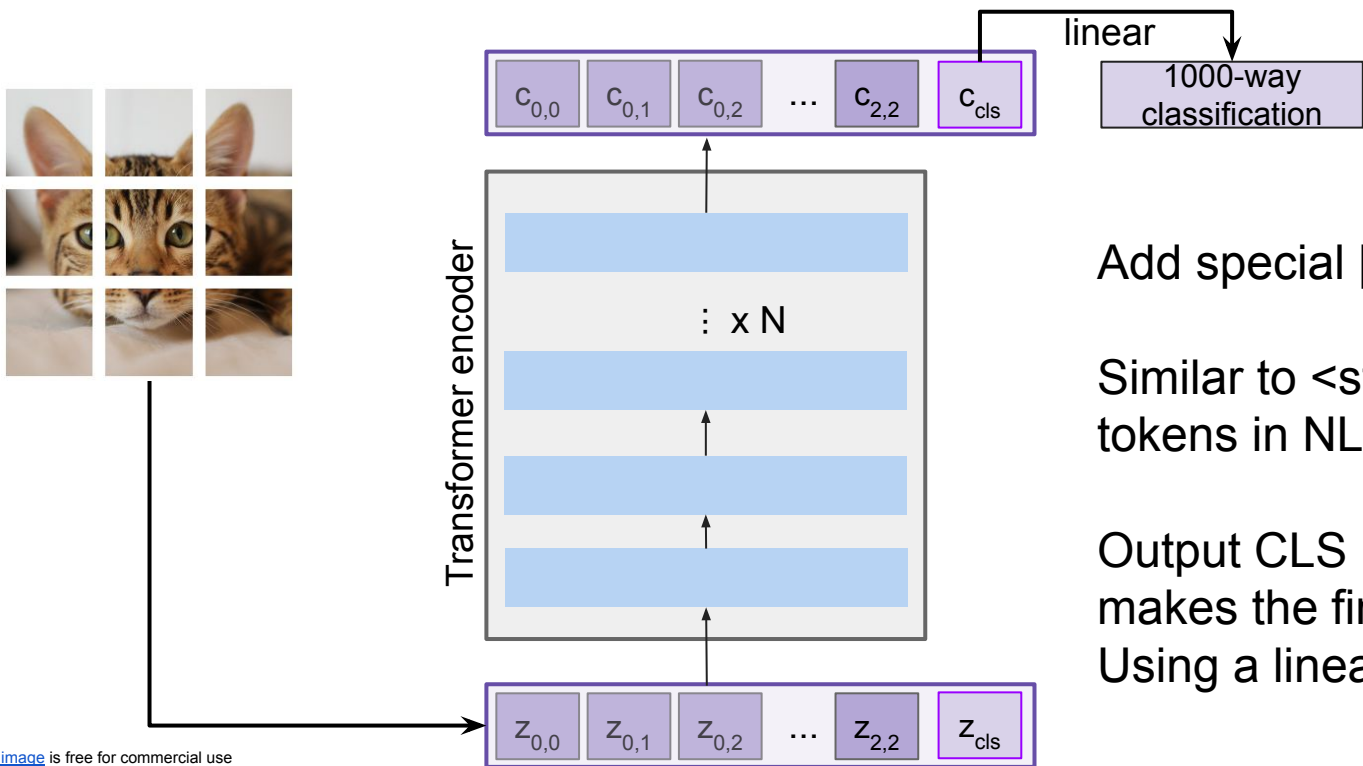 linear
c0,0 c0,1 c0,2 ... c2,2 ccls
1000-way
classification
Transformer encoder
⋮ x N
Add special [
Similar to <s
tokens in NL
Output CLS
makes the fi
Using a linea
z0,0 z0,1 z0,2 ... z2,2 zcls
image is free for commercial use